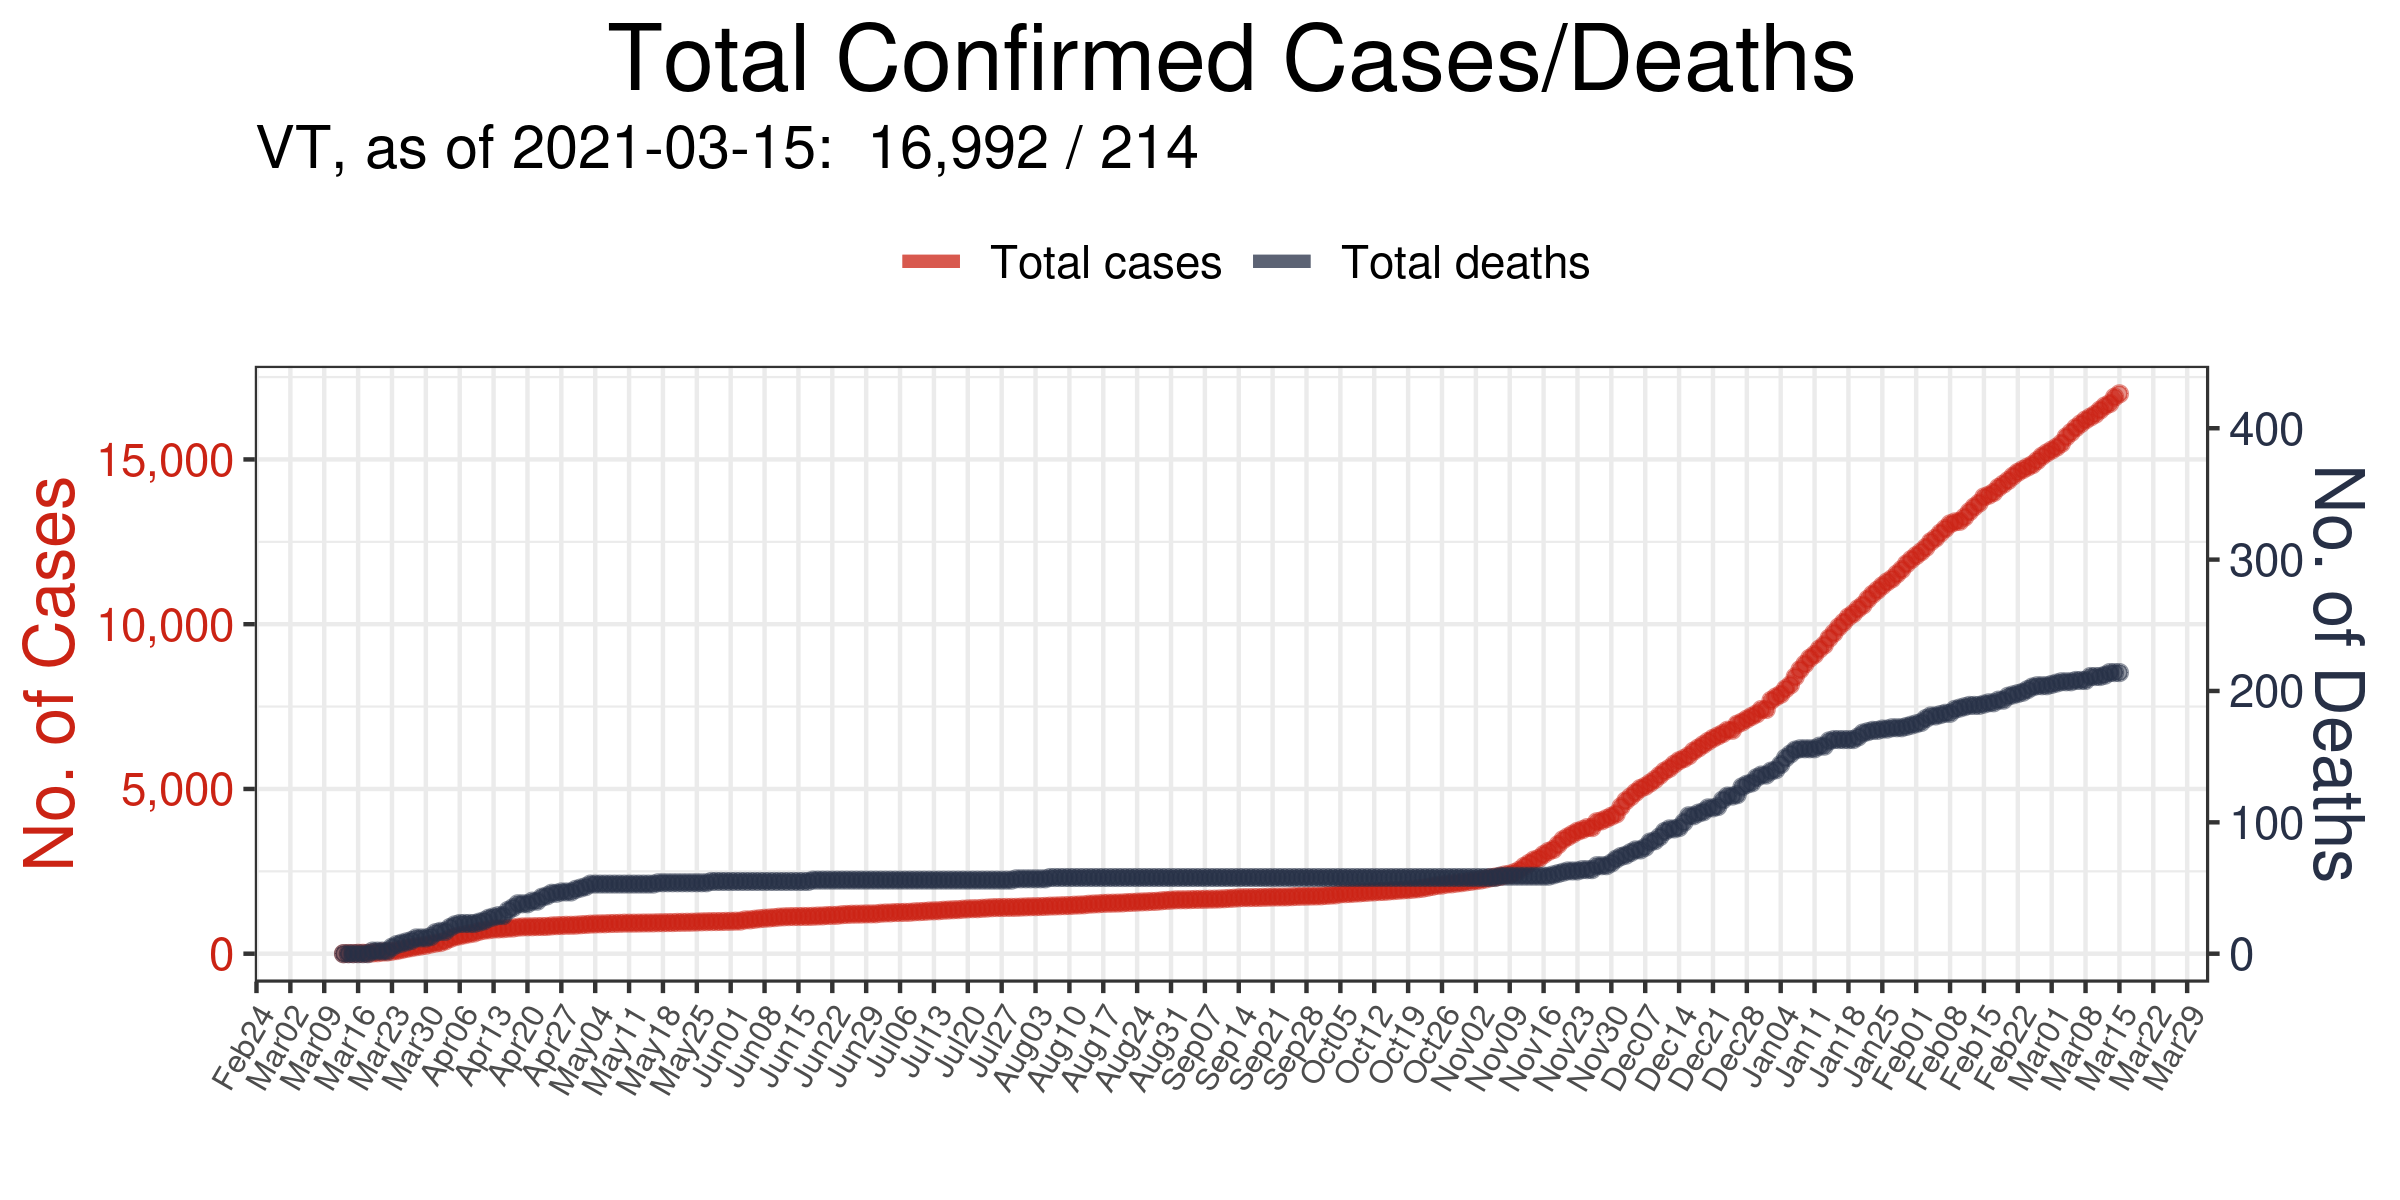 Total Confirmed Cases/Deaths
VT, as of 2021-03-15:  16,992 / 214
Total cases
Total deaths
No. of Cases
15,000
10,000
5,000
0
400
300
200
100
0
No. of Deaths
Feb24
Mar02
Mar09
Mar16
Mar23
Mar30
Apr06
Apr13
Apr20
Apr27
May04
May11
May18
May25
Jun01
Jun08
Jun15
Jun22
Jun29
Jul06
Jul13
Jul20
Jul27
Aug03
Aug10
Aug17
Aug24
Aug31
Sep07
Sep14
Sep21
Sep28
Oct05
Oct12
Oct19
Oct26
Nov02
Nov09
Nov16
Nov23
Nov30
Dec07
Dec14
Dec21
Dec28
Jan04
Jan11
Jan18
Jan25
Feb01
Feb08
Feb15
Feb22
Mar01
Mar08
Mar15
Mar22
Mar29